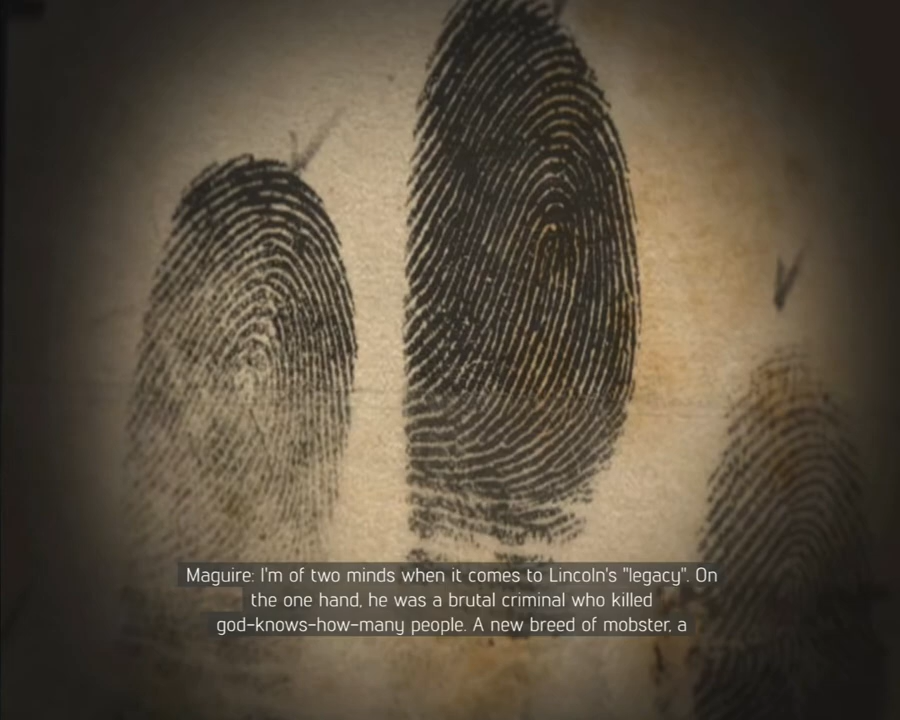 Maguire: I'm of two minds when it comes to Lincoln's "legacy". On
the one hand, he was a brutal criminal who killed
god-knows-how-many people. A new breed of mobster, a